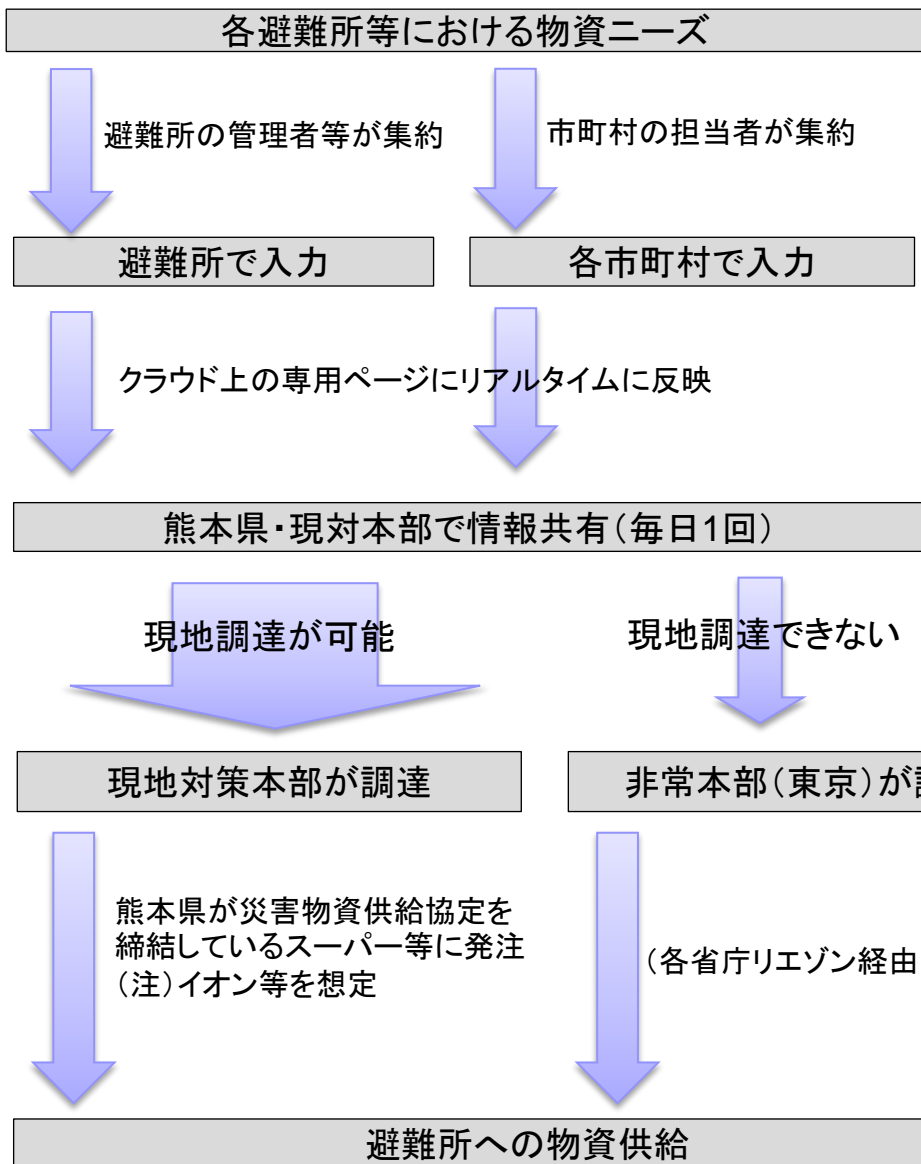 各避難所等における物資ニーズ
避難所の管理者等が集約
市町村の担当者が集約
避難所で入力
各市町村で入力
クラウド上の専用ページにリアルタイムに反映
熊本県・現対本部で情報共有（毎日1回）
現地調達が可能
現地調達できない
現地対策本部が調達
非常本部（東京）が
熊本県が災害物資供給協定を
締結しているスーパー等に発注
（注）イオン等を想定
（各省庁リエゾン経由
避難所への物資供給